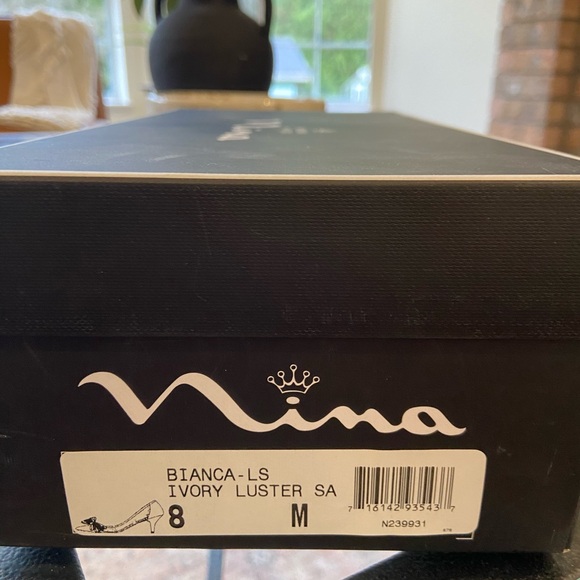 nina
BIANCA-LS
IVORY LUSTER SA
8 M
7 16142 93543 7
N239931